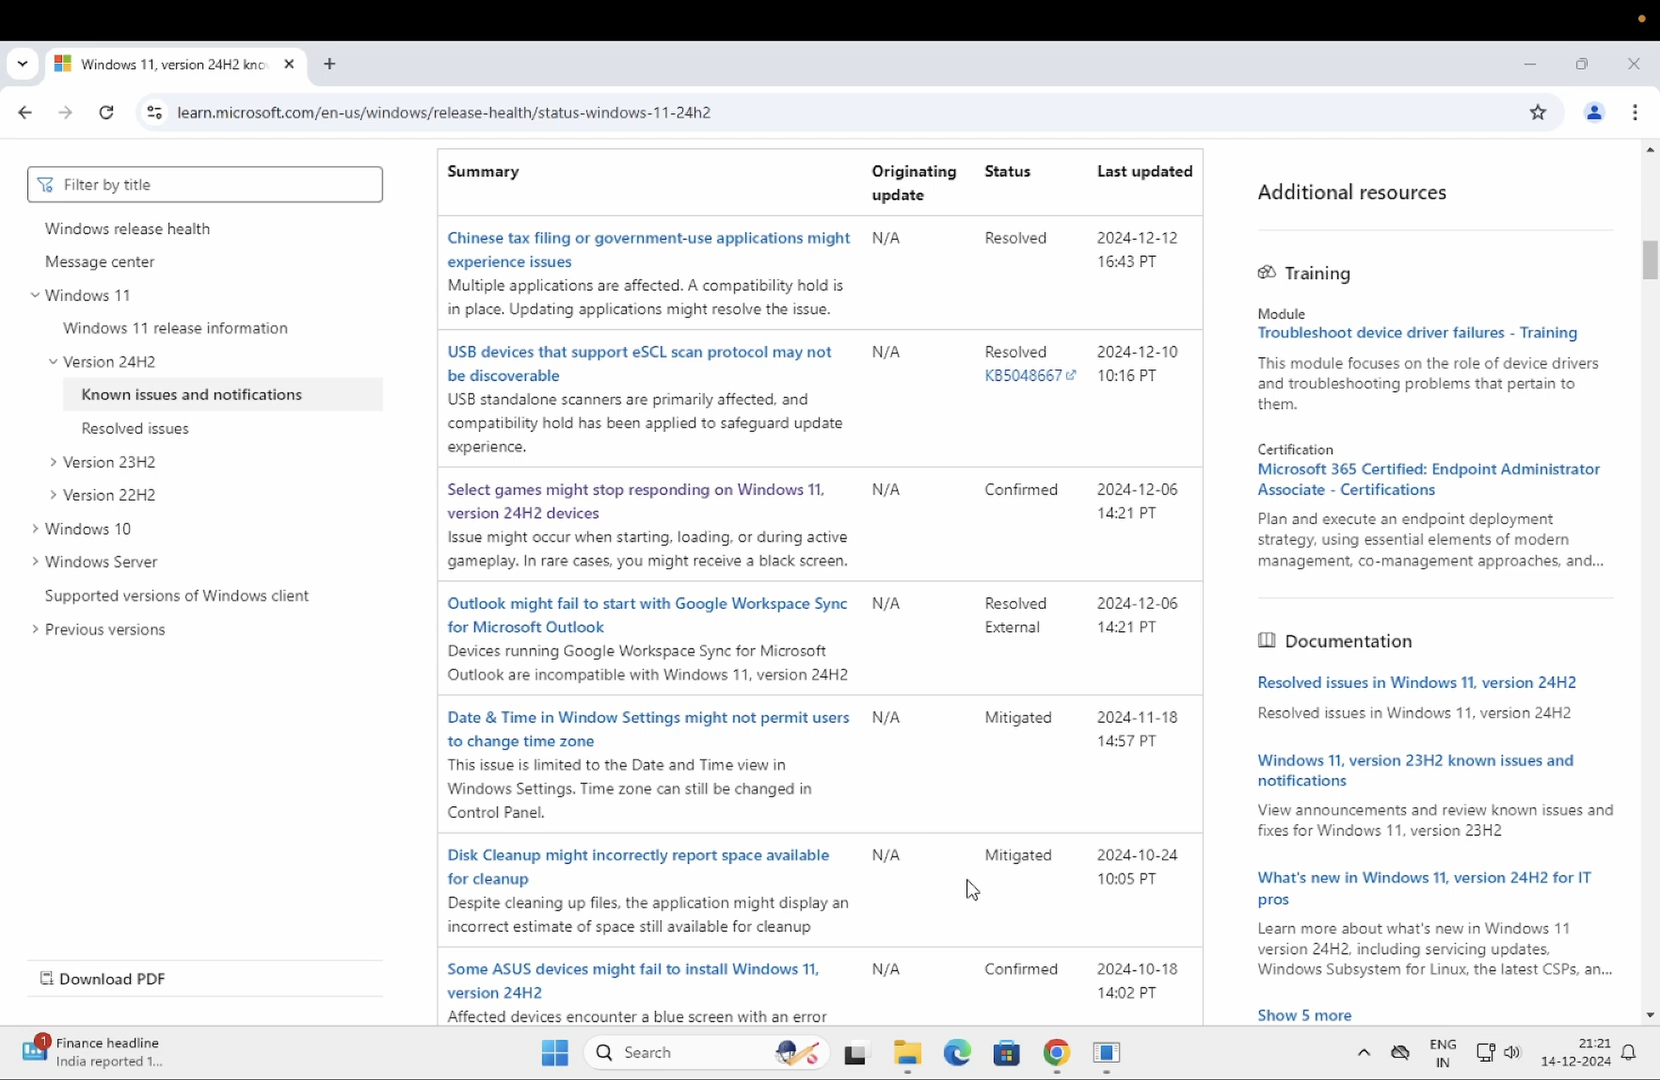 Windows 11, version 24H2 kno
learn.microsoft.com/en-us/windows/release-health/status-windows-11-24h2
Filter by title
Windows release health
Message center
Windows 11
Windows 11 release information
Version 24H2
Known issues and notifications
Resolved issues
Version 23H2
Version 22H2
Windows 10
Windows Server
Supported versions of Windows client
Previous versions
Download PDF
Summary
Originating
update
Status
Last updated
Chinese tax filing or government-use applications might
experience issues
Multiple applications are affected. A compatibility hold is
in place. Updating applications might resolve the issue.
N/A
Resolved
2024-12-12
16:43 PT
USB devices that support eSCL scan protocol may not
be discoverable
USB standalone scanners are primarily affected, and
compatibility hold has been applied to safeguard update
experience.
N/A
Resolved
KB5048667
2024-12-10
10:16 PT
Select games might stop responding on Windows 11,
version 24H2 devices
Issue might occur when starting, loading, or during active
gameplay. In rare cases, you might receive a black screen.
N/A
Confirmed
2024-12-06
14:21 PT
Outlook might fail to start with Google Workspace Sync
for Microsoft Outlook
Devices running Google Workspace Sync for Microsoft
Outlook are incompatible with Windows 11, version 24H2
N/A
Resolved
External
2024-12-06
14:21 PT
Date & Time in Window Settings might not permit users
to change time zone
This issue is limited to the Date and Time view in
Windows Settings. Time zone can still be changed in
Control Panel.
N/A
Mitigated
2024-11-18
14:57 PT
Disk Cleanup might incorrectly report space available
for cleanup
Despite cleaning up files, the application might display an
incorrect estimate of space still available for cleanup
N/A
Mitigated
2024-10-24
10:05 PT
Some ASUS devices might fail to install Windows 11,
version 24H2
Affected devices encounter a blue screen with an error
N/A
Confirmed
2024-10-18
14:02 PT
Additional resources
Training
Module
Troubleshoot device driver failures - Training
This module focuses on the role of device drivers
and troubleshooting problems that pertain to
them.
Certification
Microsoft 365 Certified: Endpoint Administrator
Associate - Certifications
Plan and execute an endpoint deployment
strategy, using essential elements of modern
management, co-management approaches, and...
Documentation
Resolved issues in Windows 11, version 24H2
Resolved issues in Windows 11, version 24H2
Windows 11, version 23H2 known issues and
notifications
View announcements and review known issues and
fixes for Windows 11, version 23H2
What's new in Windows 11, version 24H2 for IT
pros
Learn more about what's new in Windows 11
version 24H2, including servicing updates,
Windows Subsystem for Linux, the latest CSPs, an...
Show 5 more
1
Finance headline
India reported 1...
Search
ENG
IN
21:21
14-12-2024